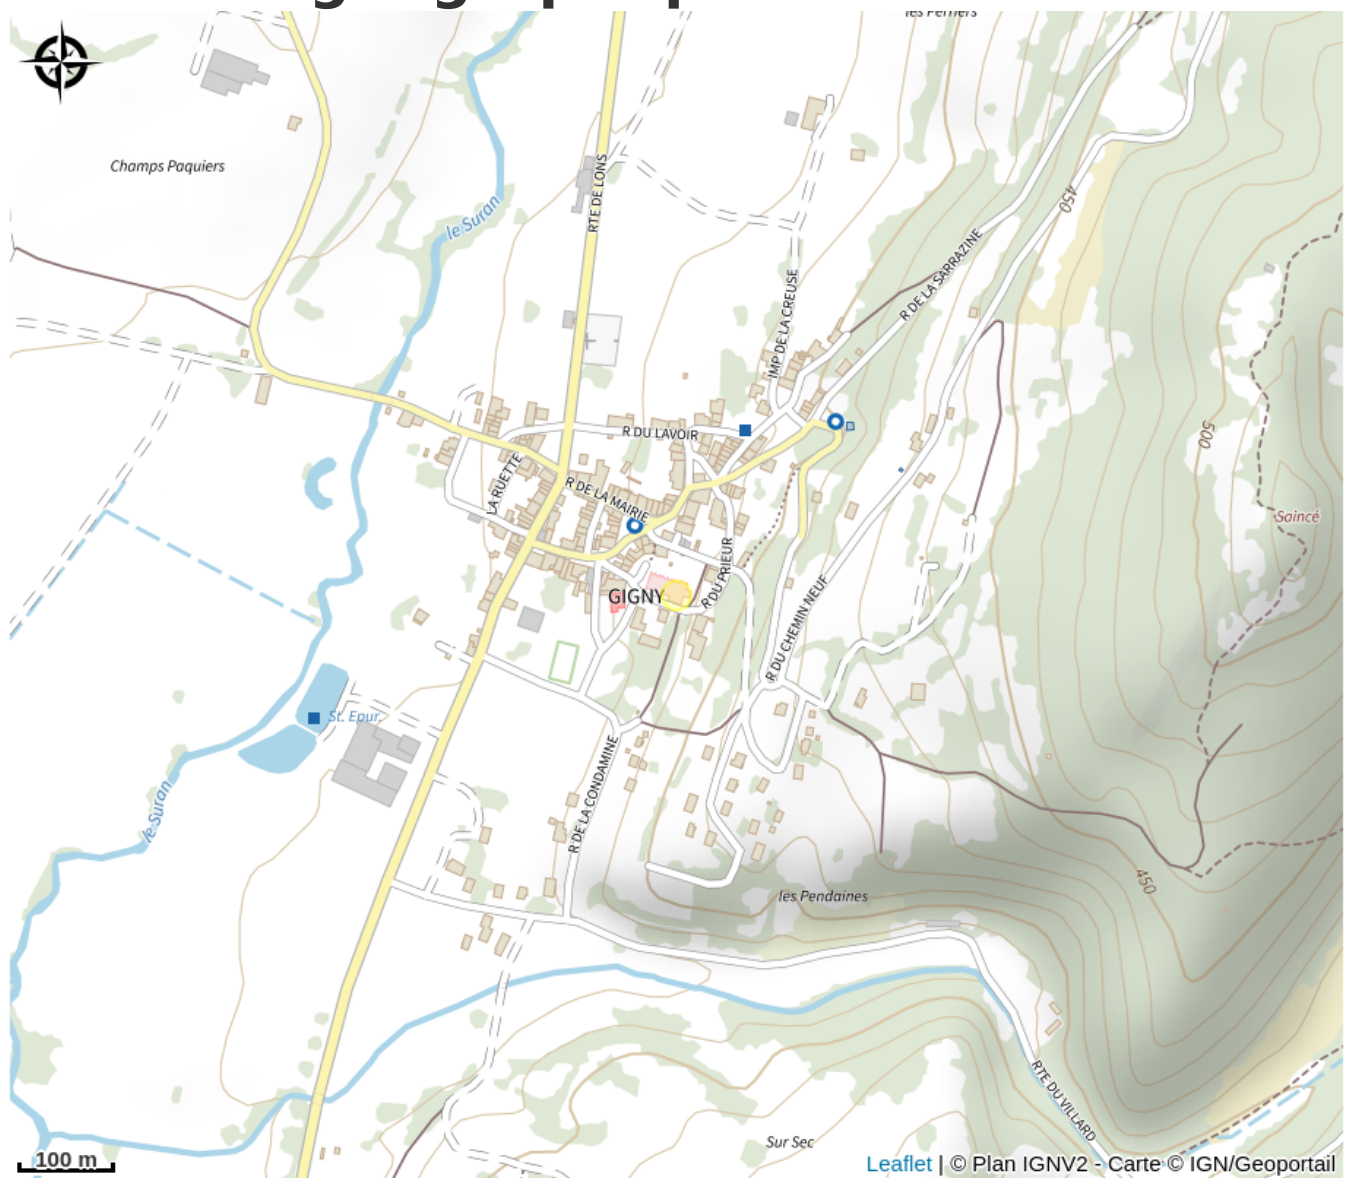 les Perriers
Champs Paquiers
RTE DE LONS
le Suran
450
R DE LA SARRAZINE
IMP DE LA CREUSE
R DU LAVOIR
500
LA RUETTE
R DE LA MAIRIE
Saincé
R DU PRIEUR
GIGNY
R DU CHEMIN NEUF
St. Epur.
R DE LA CONDAMINE
le Suran
450
les Pendaines
RTE DU VILLARD
Sur Sec
100 m
Leaflet | © Plan IGNV2 - Carte © IGN/Geoportail